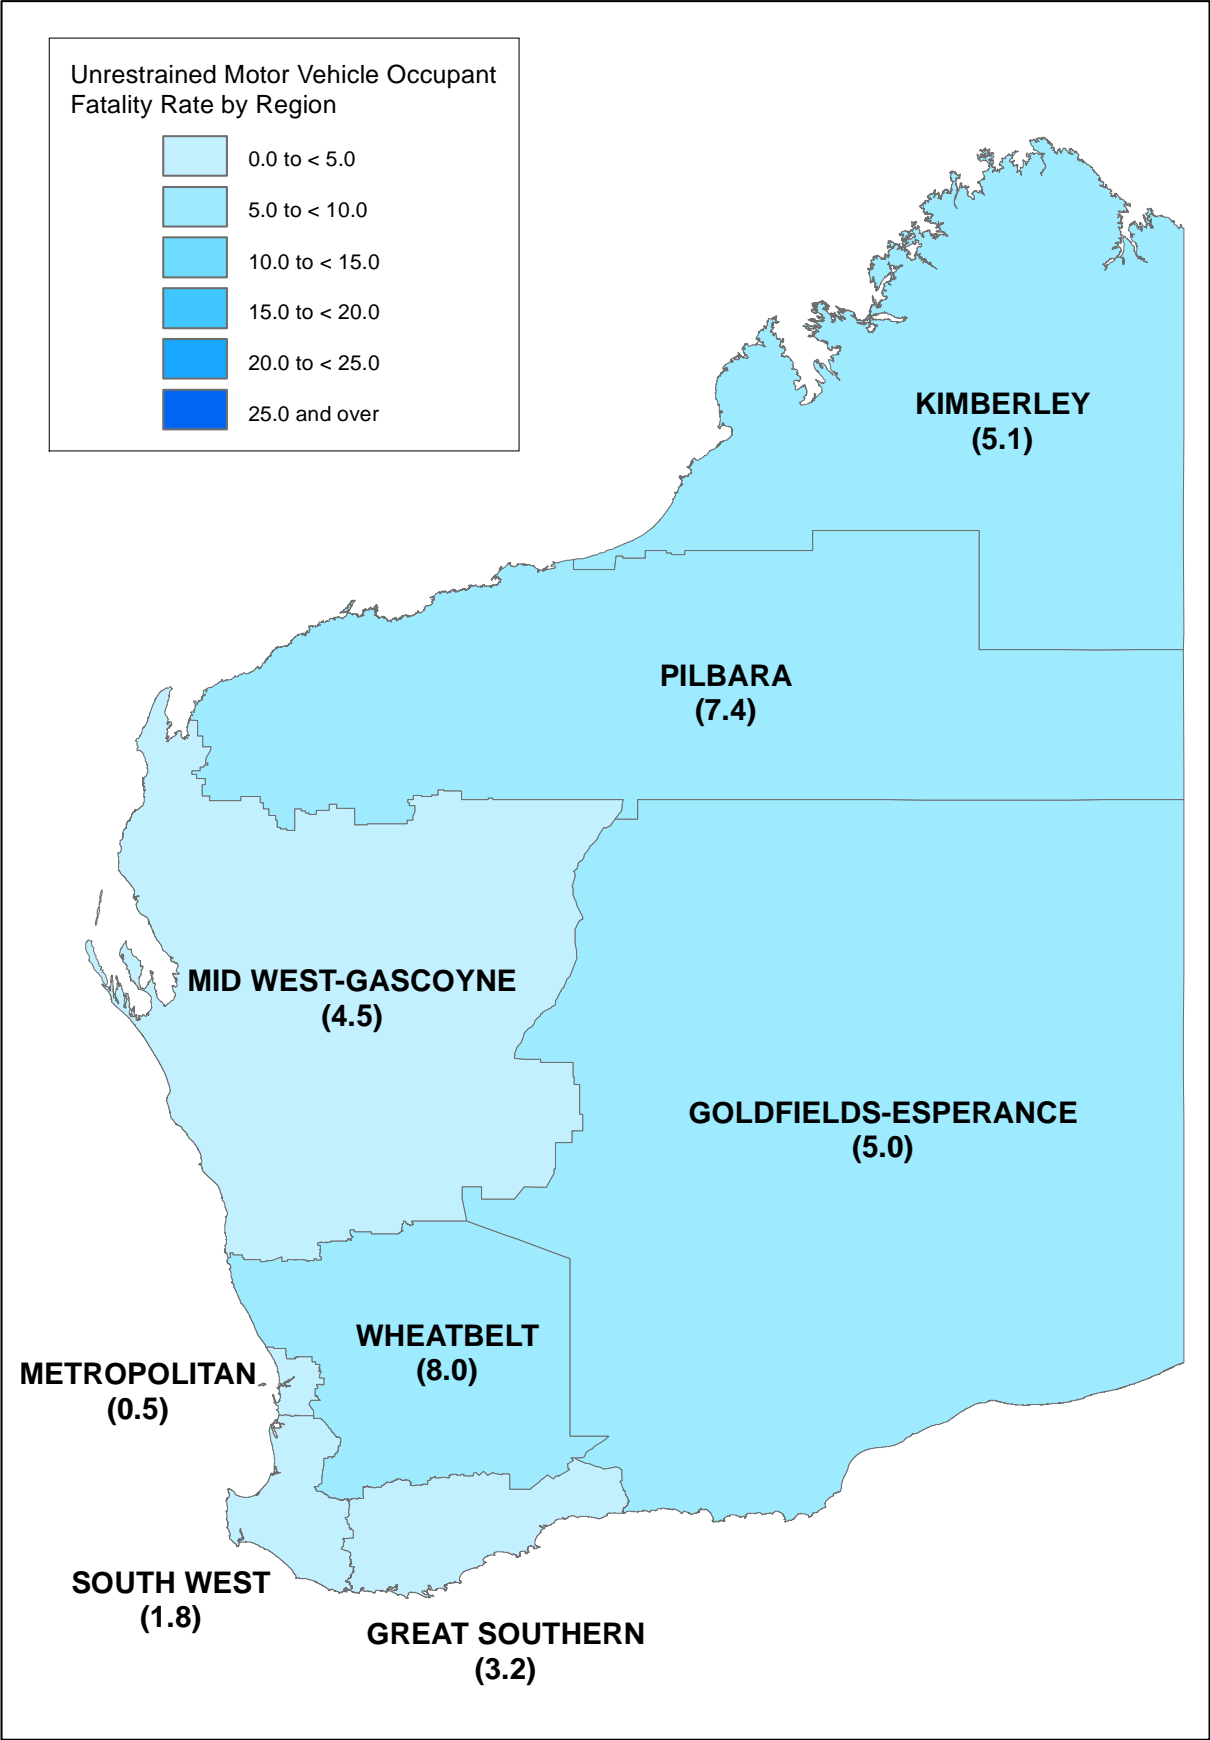 Unrestrained Motor Vehicle Occupant
Fatality Rate by Region
0.0 to < 5.0
5.0 to < 10.0
10.0 to < 15.0
15.0 to < 20.0
20.0 to < 25.0
25.0 and over
KIMBERLEY
(5.1)
PILBARA
(7.4)
MID WEST-GASCOYNE
(4.5)
GOLDFIELDS-ESPERANCE
(5.0)
WHEATBELT
(8.0)
METROPOLITAN
(0.5)
SOUTH WEST
(1.8)
GREAT SOUTHERN
(3.2)